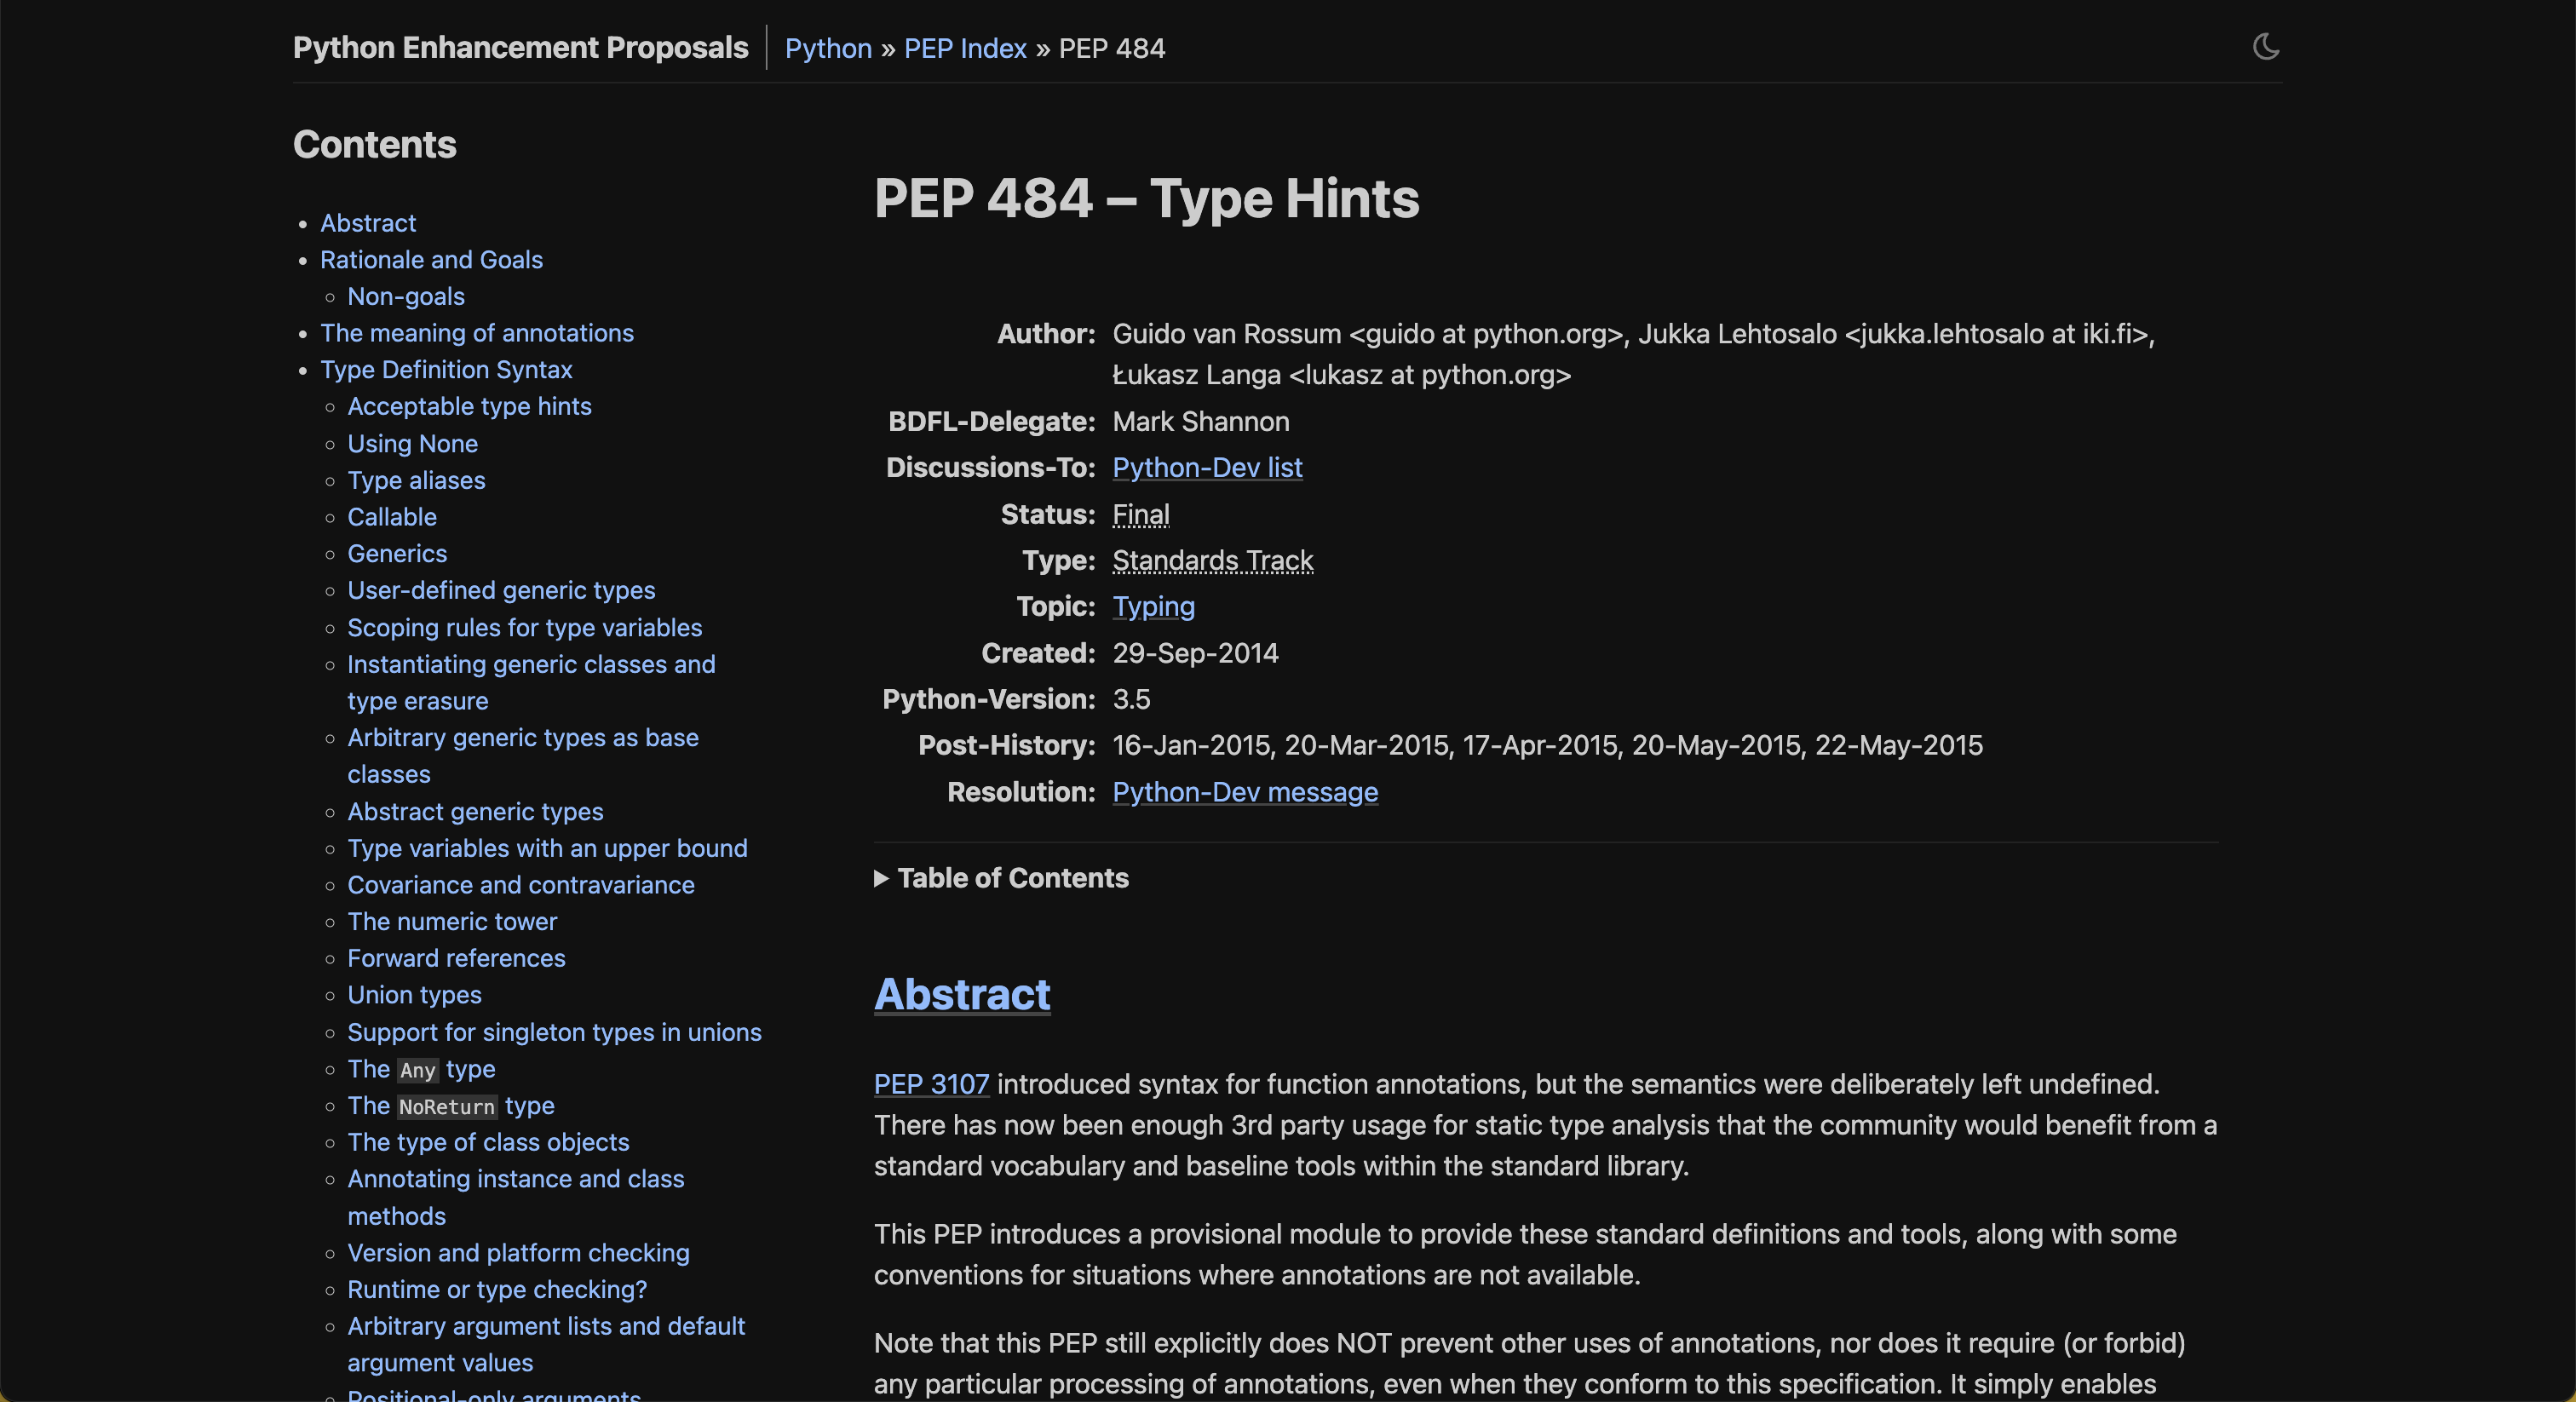 Python Enhancement Proposals
Python » PEP Index » PEP 484
Contents
• Abstract
• Rationale and Goals
◦ Non-goals
• The meaning of annotations
• Type Definition Syntax
◦ Acceptable type hints
◦ Using None
◦ Type aliases
◦ Callable
◦ Generics
◦ User-defined generic types
◦ Scoping rules for type variables
◦ Instantiating generic classes and
type erasure
◦ Arbitrary generic types as base
classes
◦ Abstract generic types
◦ Type variables with an upper bound
◦ Covariance and contravariance
◦ The numeric tower
◦ Forward references
◦ Union types
◦ Support for singleton types in unions
◦ The Any type
◦ The NoReturn type
◦ The type of class objects
◦ Annotating instance and class
methods
◦ Version and platform checking
◦ Runtime or type checking?
◦ Arbitrary argument lists and default
argument values
◦ Positional-only arguments
PEP 484 – Type Hints
Author: Guido van Rossum <guido at python.org>, Jukka Lehtosalo <jukka.lehtosalo at iki.fi>,
Łukasz Langa <lukasz at python.org>
BDFL-Delegate: Mark Shannon
Discussions-To: Python-Dev list
Status: Final
Type: Standards Track
Topic: Typing
Created: 29-Sep-2014
Python-Version: 3.5
Post-History: 16-Jan-2015, 20-Mar-2015, 17-Apr-2015, 20-May-2015, 22-May-2015
Resolution: Python-Dev message
▶ Table of Contents
Abstract
PEP 3107 introduced syntax for function annotations, but the semantics were deliberately left undefined.
There has now been enough 3rd party usage for static type analysis that the community would benefit from a
standard vocabulary and baseline tools within the standard library.
This PEP introduces a provisional module to provide these standard definitions and tools, along with some
conventions for situations where annotations are not available.
Note that this PEP still explicitly does NOT prevent other uses of annotations, nor does it require (or forbid)
any particular processing of annotations, even when they conform to this specification. It simply enables